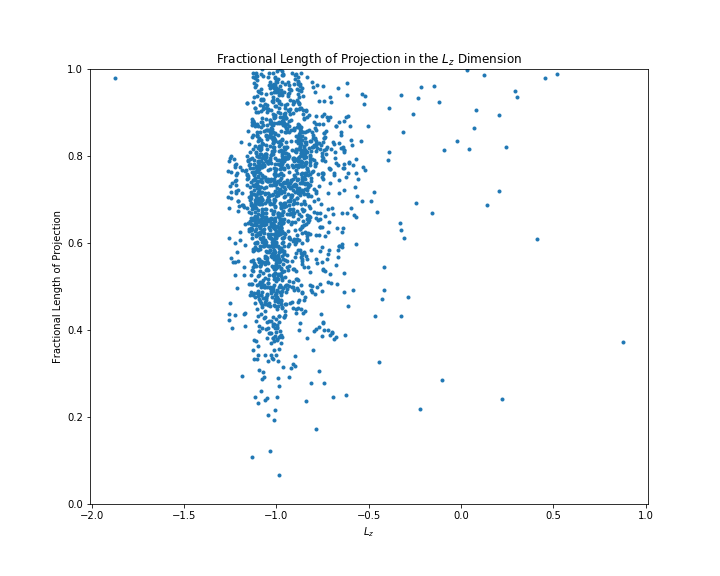 Fractional Length of Projection in the L_z Dimension
1.0
0.8
0.6
0.4
0.2
0.0
Fractional Length of Projection
−2.0 −1.5 −1.0 −0.5 0.0 0.5 1.0
L_z